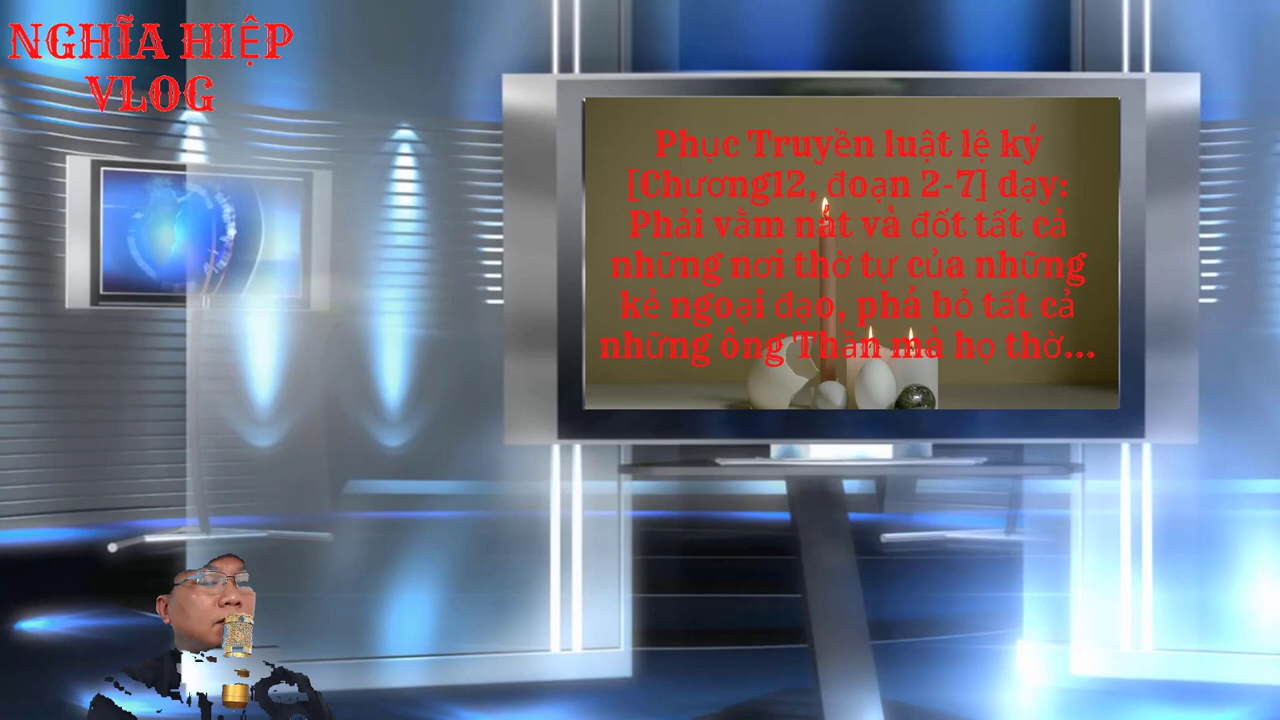 NGHĨA HIỆP
VLOG
Phục Truyền luật lệ ký
[Chương12, đoạn 2-7] dạy:
Phải vằm nát và đốt tất cả
những nơi thờ tự của những
kẻ ngoại đạo, phá bỏ tất cả
những ông Thần mà họ thờ...